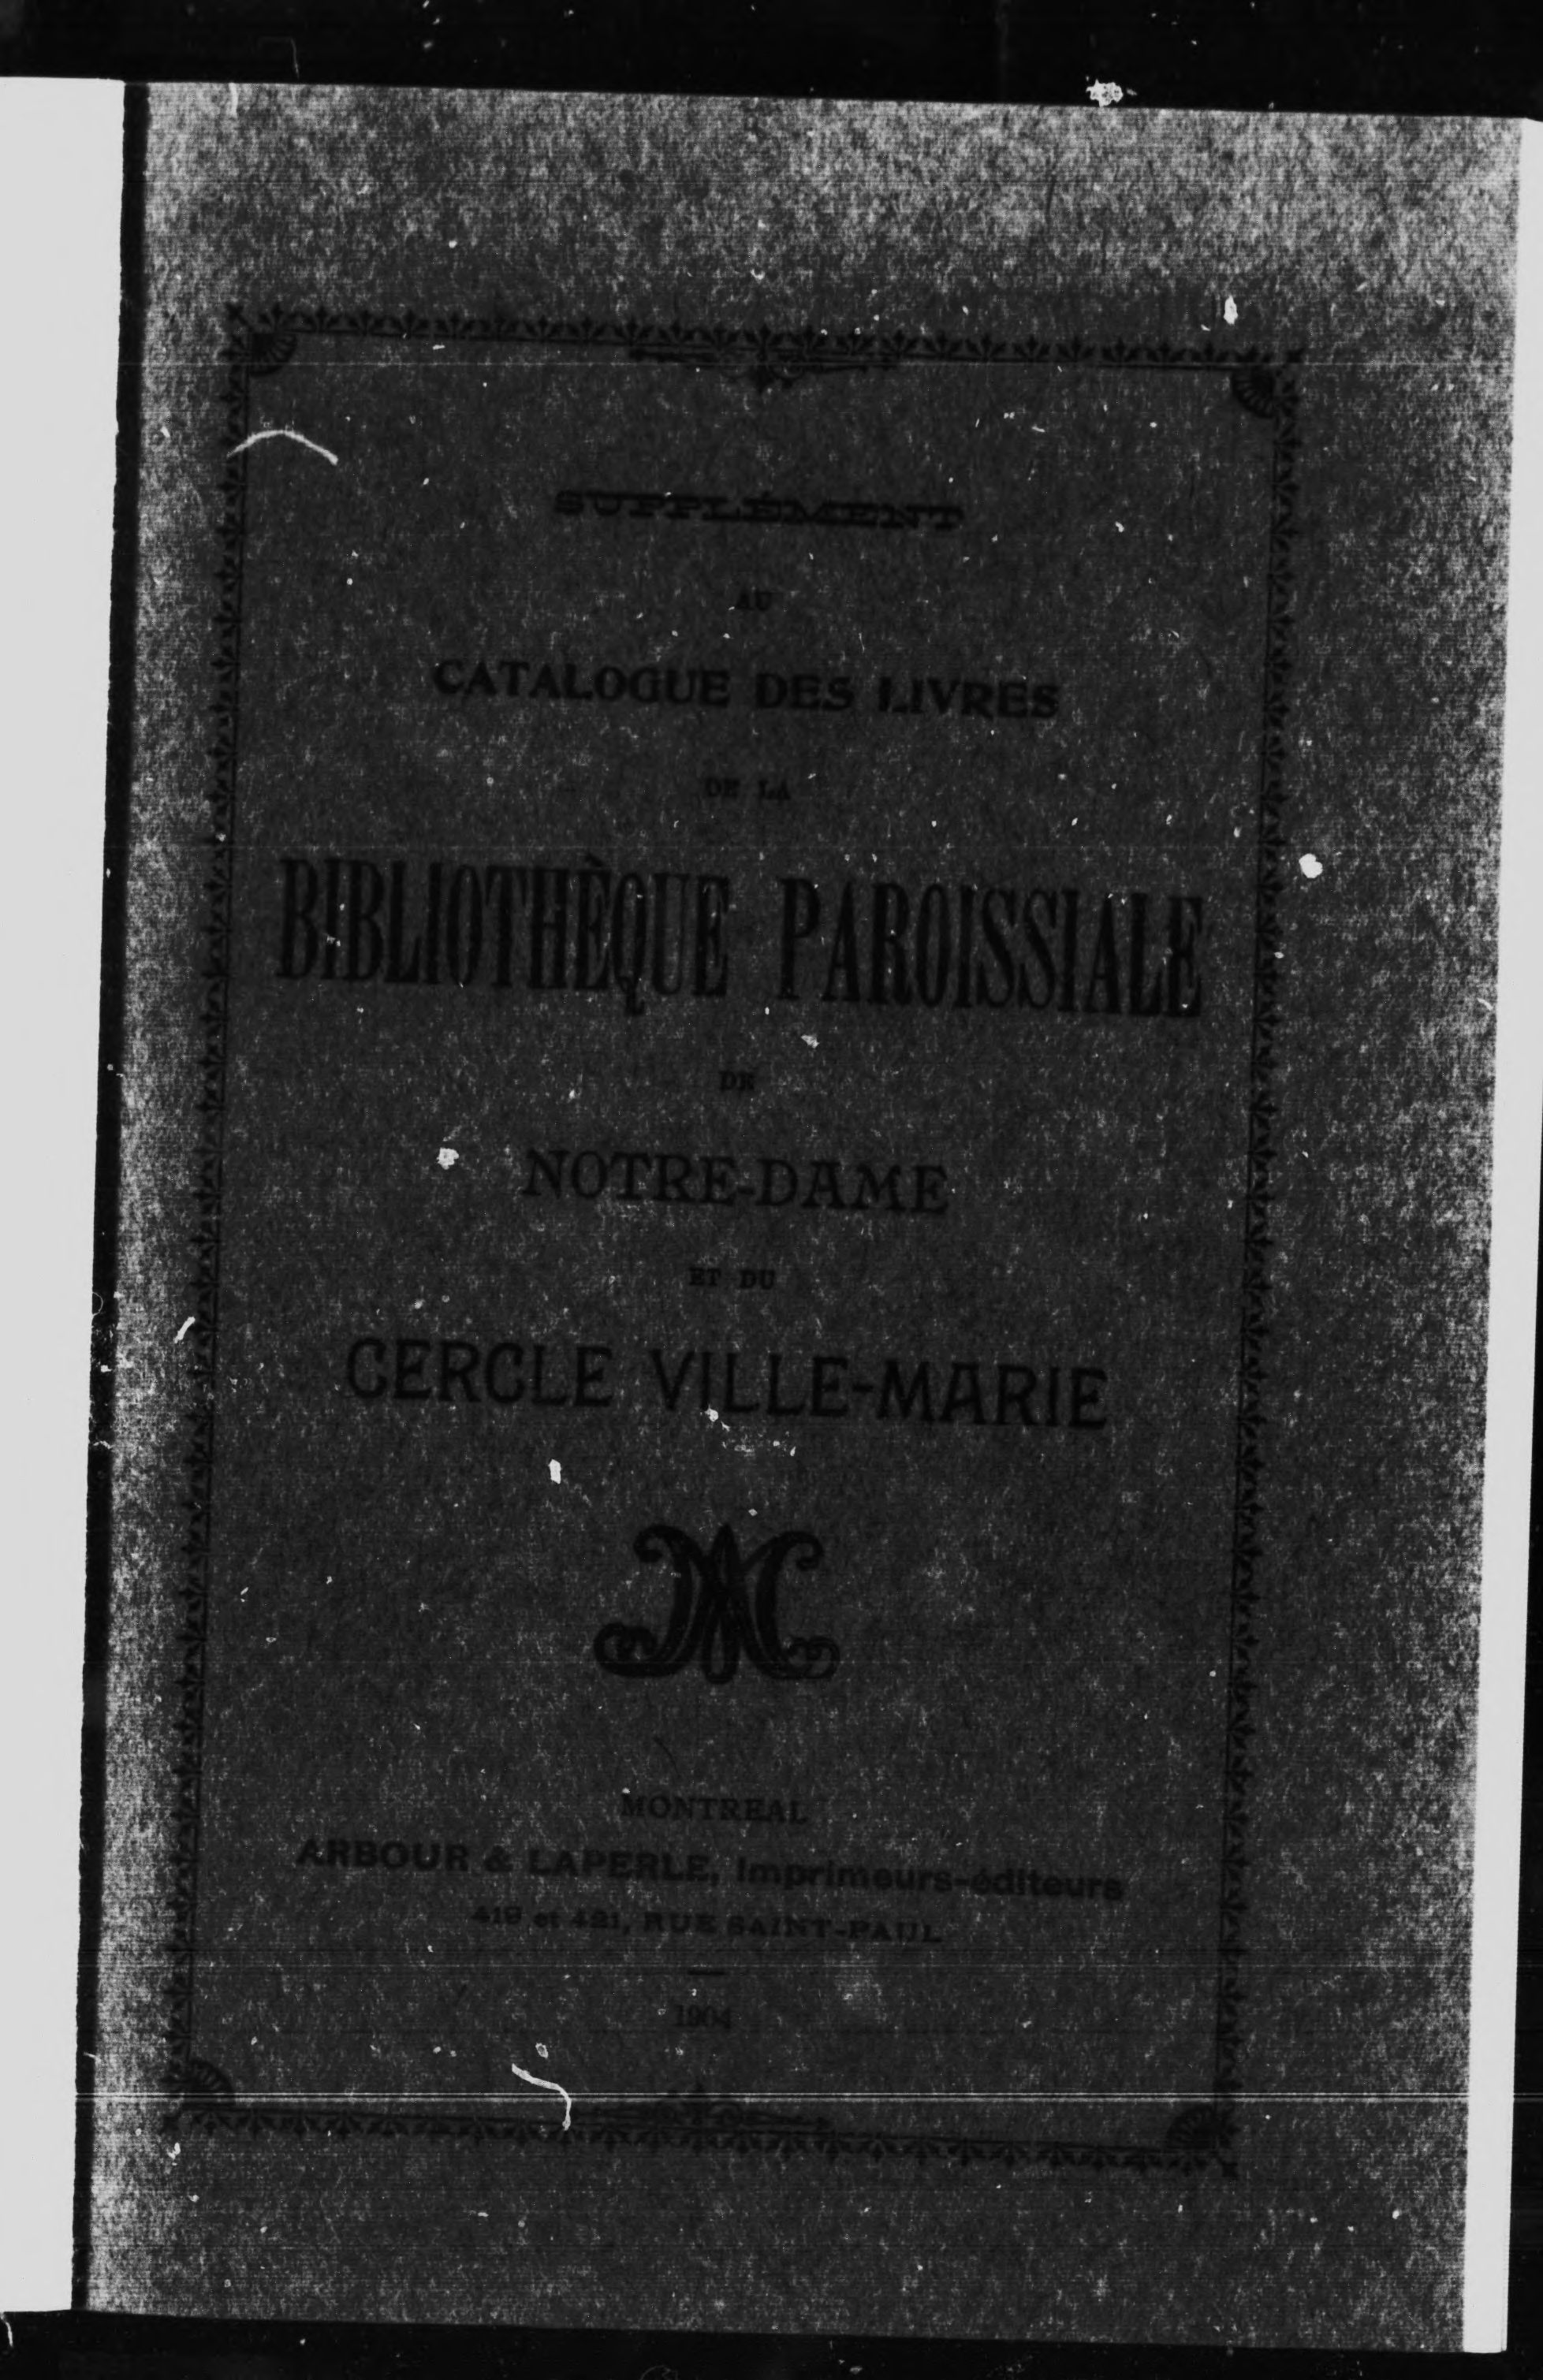 SUPPLÉMENT
AU
CATALOGUE DES LIVRES
DE LA
BIBLIOTHÈQUE PAROISSIALE
DE
NOTRE-DAME
ET DU
CERCLE VILLE-MARIE
MONTREAL
ARBOUR & LAPERLE, Imprimeurs-éditeurs
419 et 421, RUE SAINT-PAUL
1904